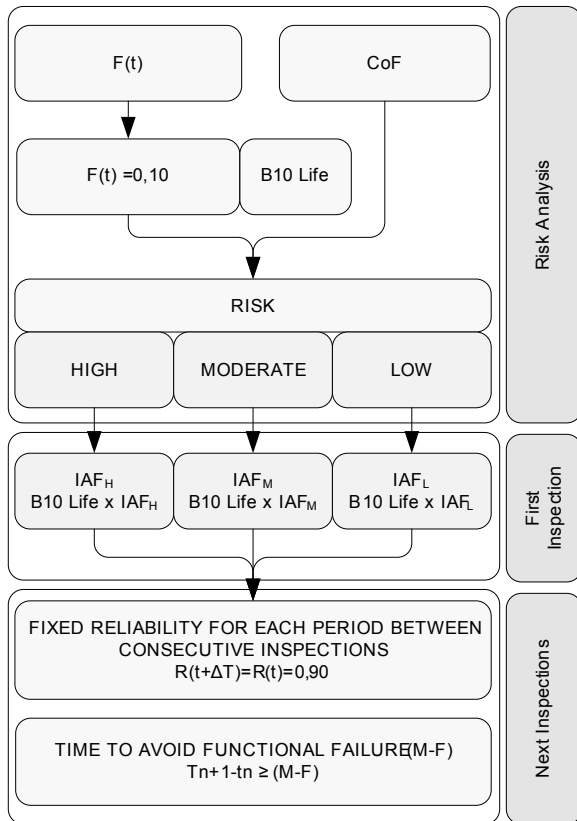 F(t)
CoF
F(t) =0,10
B10 Life
RISK
HIGH
MODERATE
LOW
Risk Analysis
IAFH
B10 Life x IAFH
IAFM
B10 Life x IAFM
IAFL
B10 Life x IAFL
First
Inspection
FIXED RELIABILITY FOR EACH PERIOD BETWEEN
CONSECUTIVE INSPECTIONS
R(t+ΔT)=R(t)=0,90
TIME TO AVOID FUNCTIONAL FAILURE(M-F)
Tn+1-tn ≥ (M-F)
Next Inspections